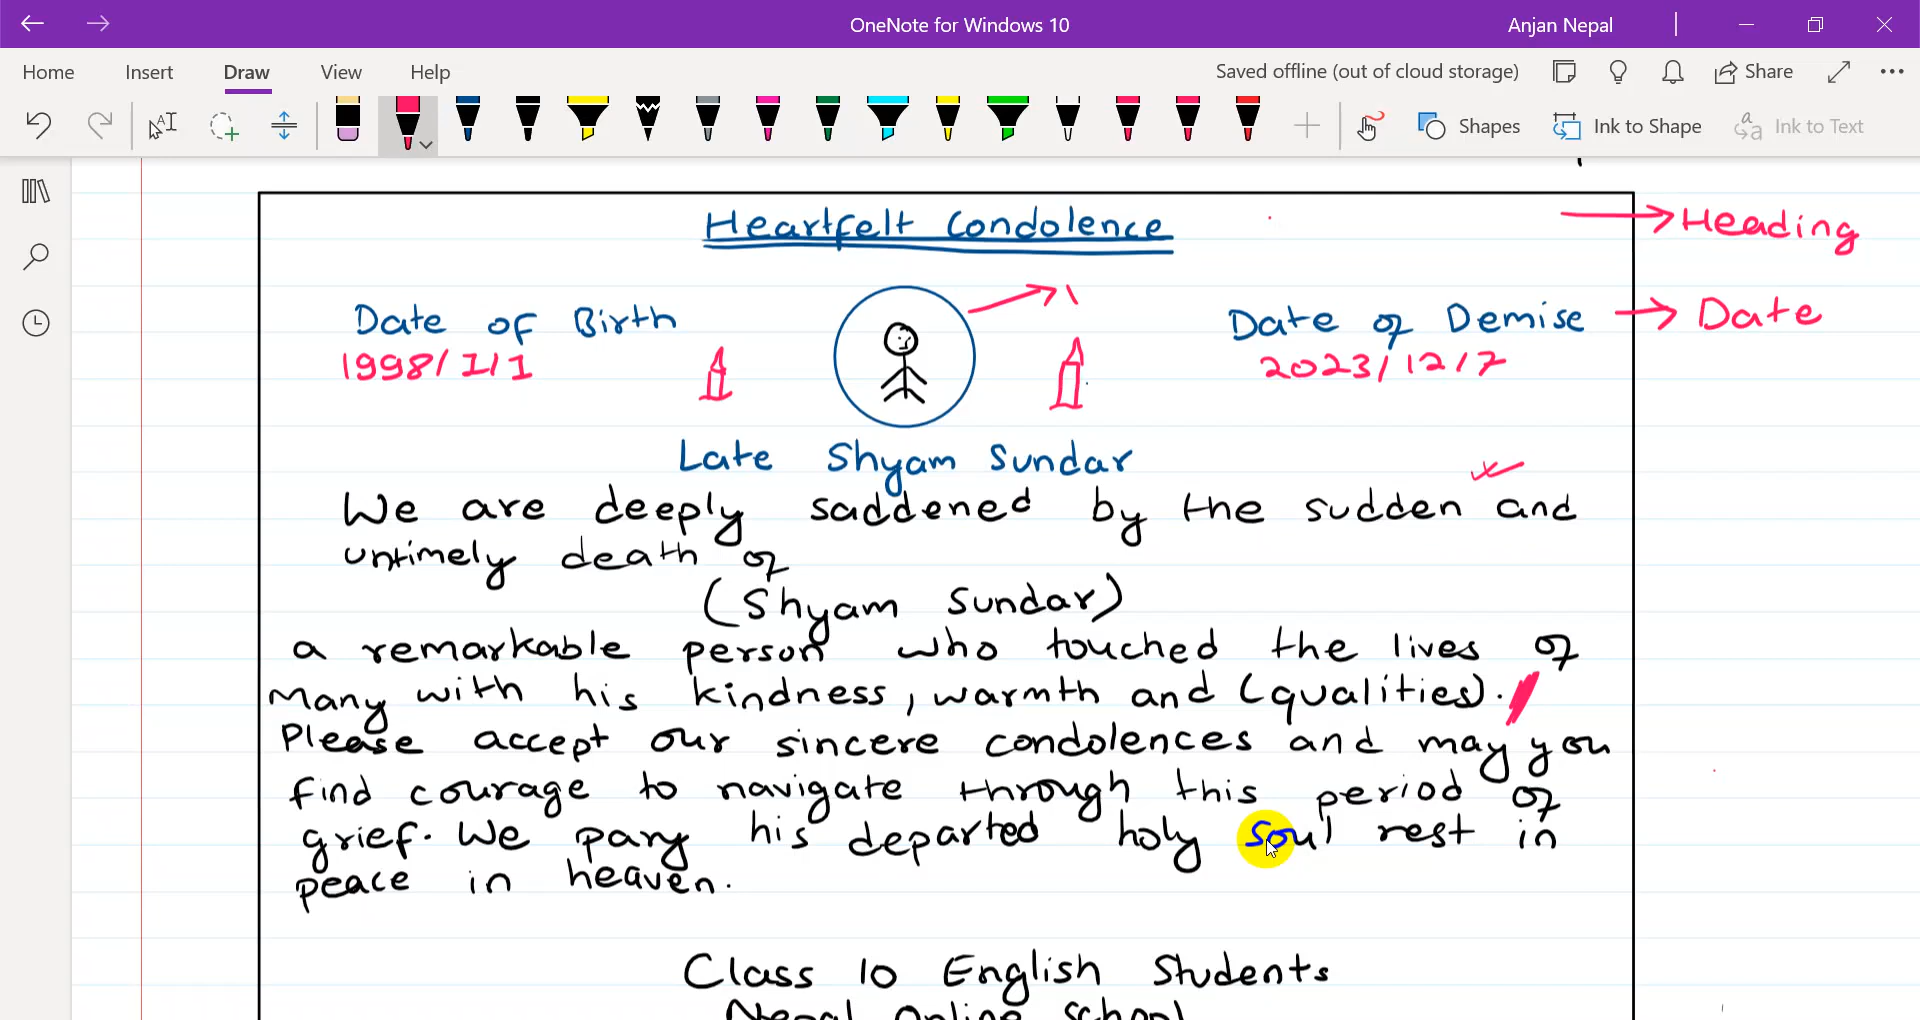 OneNote for Windows 10
Anjan Nepal
Home Insert Draw View Help
Saved offline (out of cloud storage) Share
Shapes Ink to Shape Ink to Text
Heartfelt Condolence
Heading
Date of Birth
Date of Demise
Date
1998/1/1
2023/12/7
Late Shyam Sundar
We are deeply saddened by the sudden and
untimely death of
(Shyam Sundar)
a remarkable person who touched the lives of
many with his kindness, warmth and (qualities).
Please accept our sincere condolences and may you
find courage to navigate through this period of
grief. We pary his departed holy soul rest in
peace in heaven.
Class 10 English Students
Nepal Online School